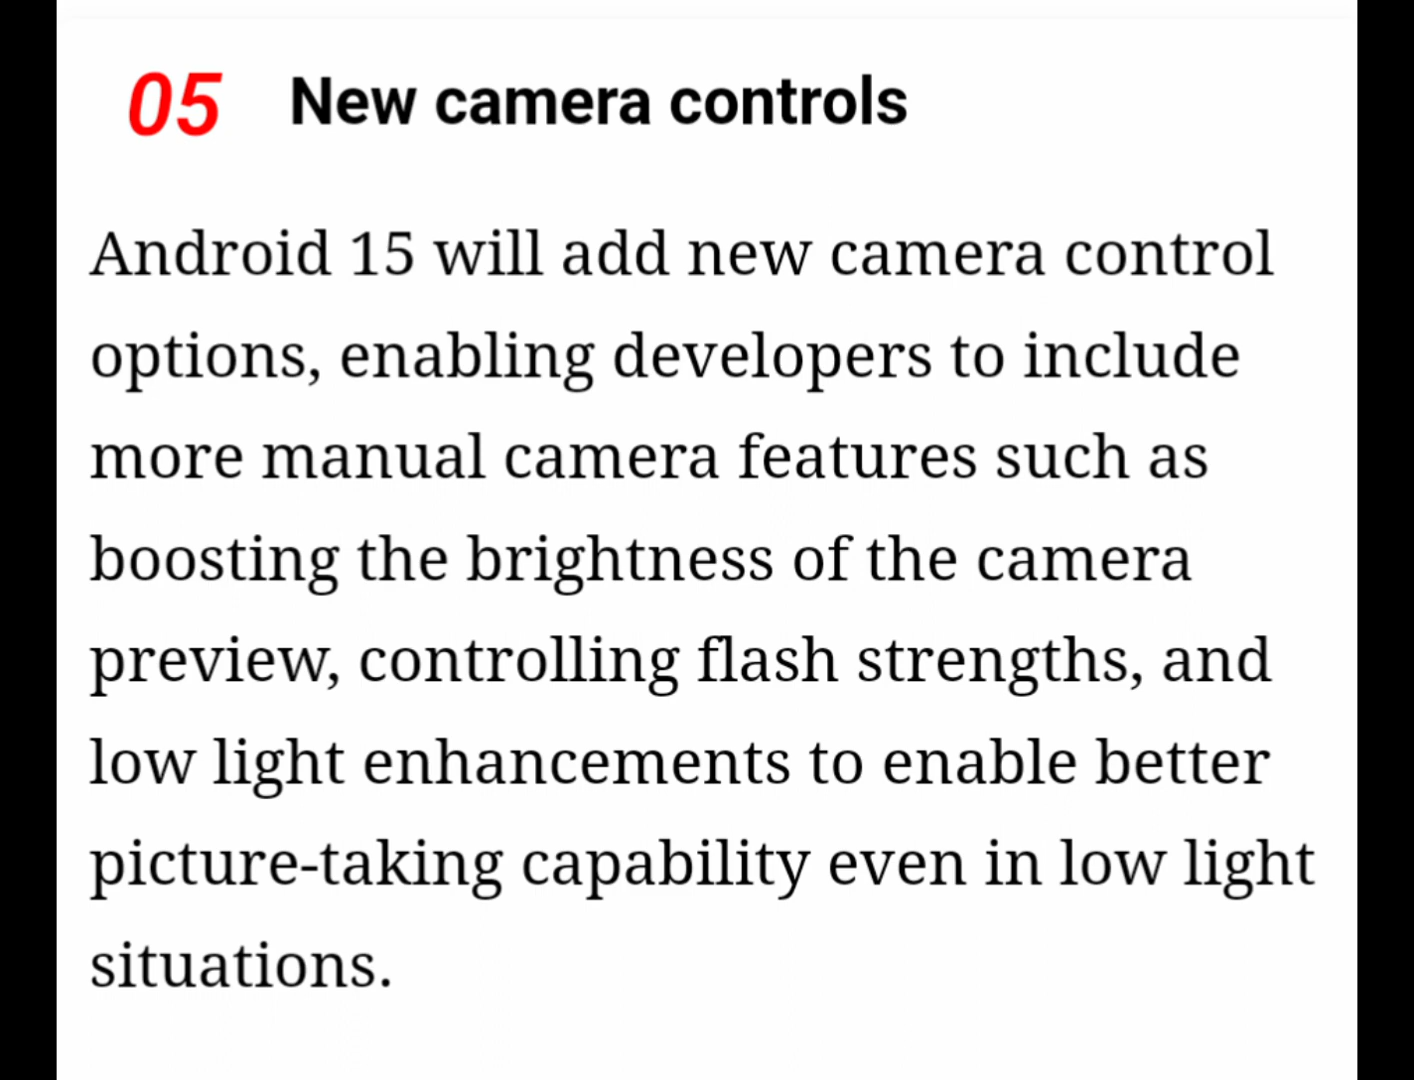 05 New camera controls
Android 15 will add new camera control
options, enabling developers to include
more manual camera features such as
boosting the brightness of the camera
preview, controlling flash strengths, and
low light enhancements to enable better
picture-taking capability even in low light
situations.